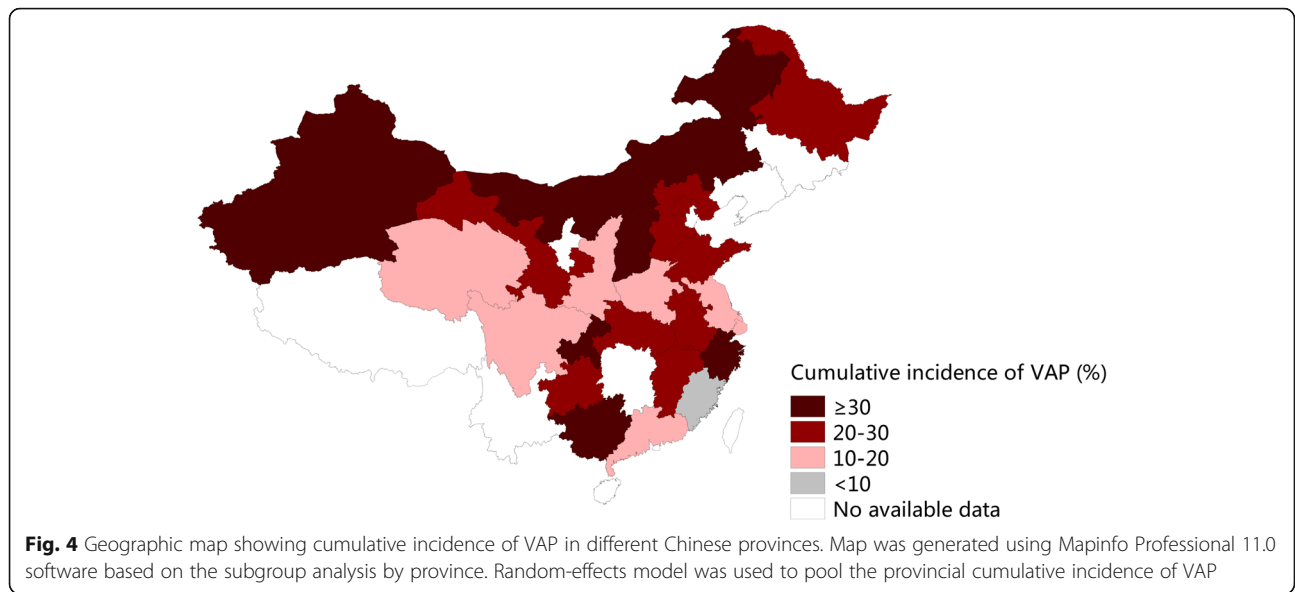 Cumulative incidence of VAP (%)
≥30
20-30
10-20
<10
No available data
Fig. 4 Geographic map showing cumulative incidence of VAP in different Chinese provinces. Map was generated using Mapinfo Professional 11.0
software based on the subgroup analysis by province. Random-effects model was used to pool the provincial cumulative incidence of VAP